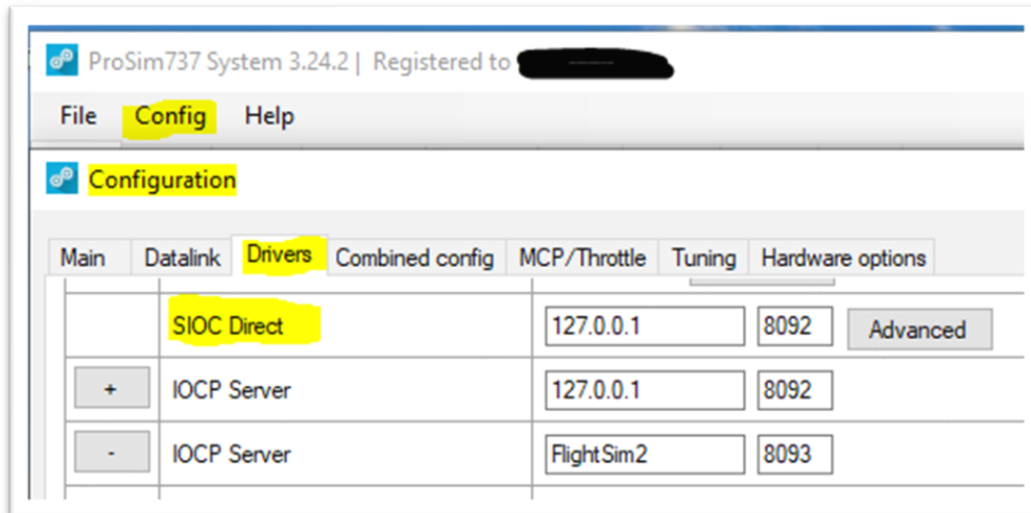 ProSim737 System 3.24.2 | Registered to
File Config Help
Configuration
Main Datalink Drivers Combined config MCP/Throttle Tuning Hardware options
SIOC Direct 127.0.0.1 8092 Advanced
+ IOCP Server 127.0.0.1 8092
- IOCP Server FlightSim2 8093